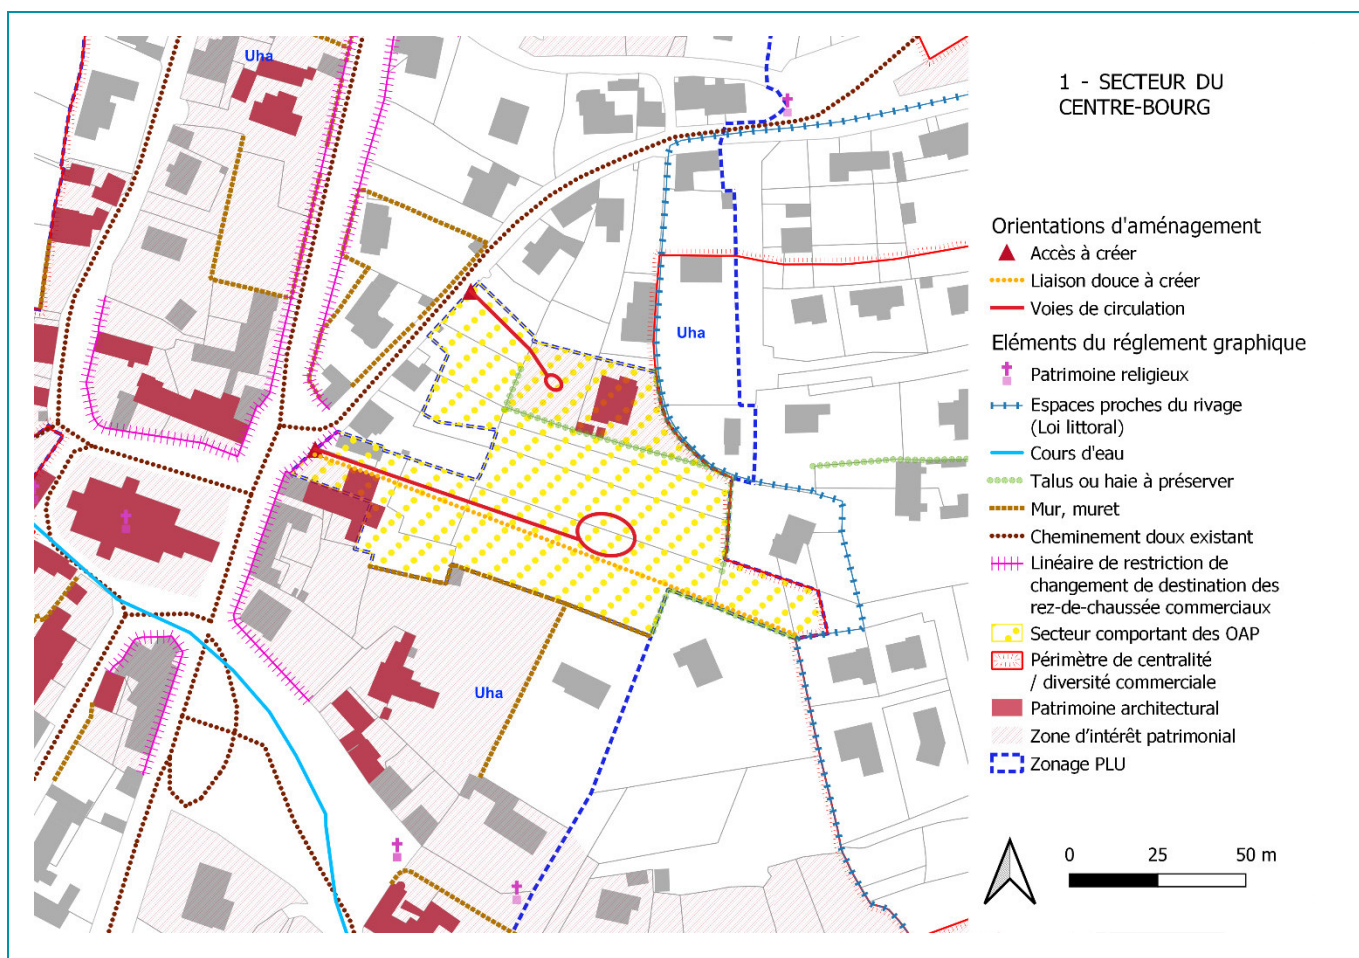 Uha
Uha
Uha
1 - SECTEUR DU
CENTRE-BOURG
Orientations d'aménagement
Accès à créer
Liaison douce à créer
Voies de circulation
Eléments du réglement graphique
Patrimoine religieux
Espaces proches du rivage
(Loi littoral)
Cours d'eau
Talus ou haie à préserver
Mur, muret
Cheminement doux existant
Linéaire de restriction de
changement de destination des
rez-de-chaussée commerciaux
Secteur comportant des OAP
Périmètre de centralité
/ diversité commerciale
Patrimoine architectural
Zone d'intérêt patrimonial
Zonage PLU
0 25 50 m